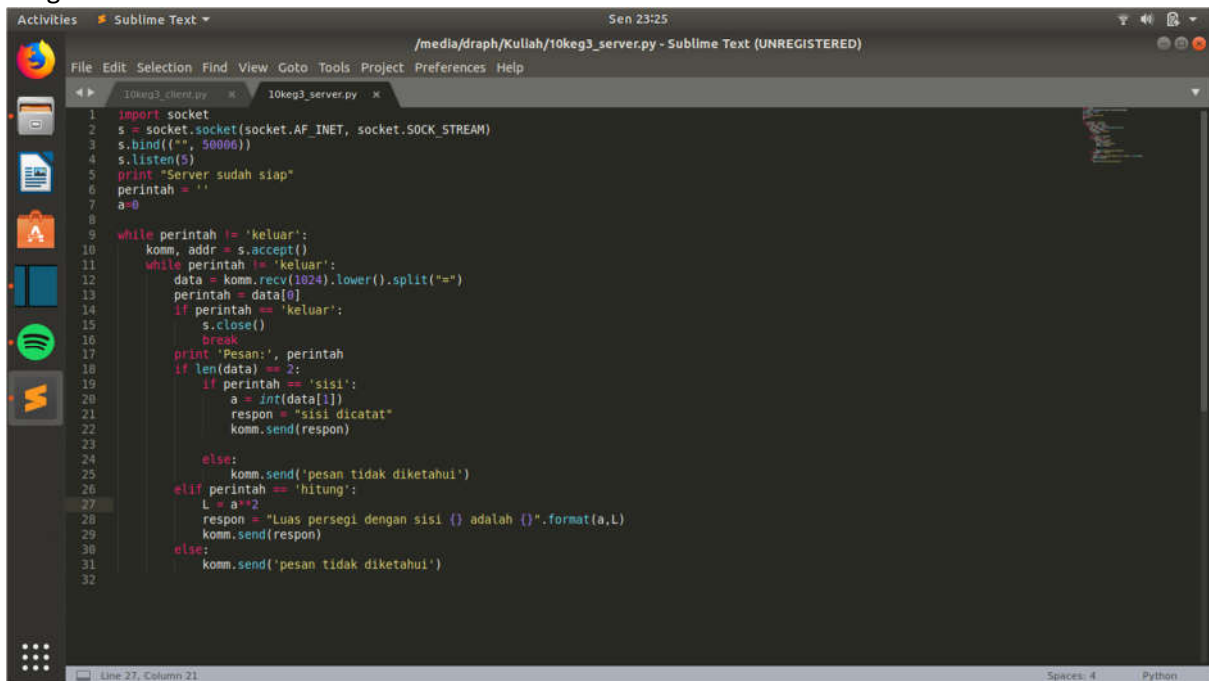 Activities Sublime Text Sen 23:25
/media/draph/Kuliah/10keg3_server.py - Sublime Text (UNREGISTERED)
File Edit Selection Find View Goto Tools Project Preferences Help
10keg3_client.py × 10keg3_server.py ×
1 import socket
2 s = socket.socket(socket.AF_INET, socket.SOCK_STREAM)
3 s.bind(("", 50006))
4 s.listen(5)
5 print "Server sudah siap"
6 perintah = ''
7 a=0
8
9 while perintah != 'keluar':
10     komm, addr = s.accept()
11     while perintah != 'keluar':
12         data = komm.recv(1024).lower().split("=")
13         perintah = data[0]
14         if perintah == 'keluar':
15             s.close()
16             break
17         print 'Pesan:', perintah
18         if len(data) == 2:
19             if perintah == 'sisi':
20                 a = int(data[1])
21                 respon = "sisi dicatat"
22                 komm.send(respon)
23
24             else:
25                 komm.send('pesan tidak diketahui')
26         elif perintah == 'hitung':
27             L = a**2
28             respon = "Luas persegi dengan sisi {} adalah {}".format(a,L)
29             komm.send(respon)
30         else:
31             komm.send('pesan tidak diketahui')
32
Line 27, Column 21 Spaces: 4 Python